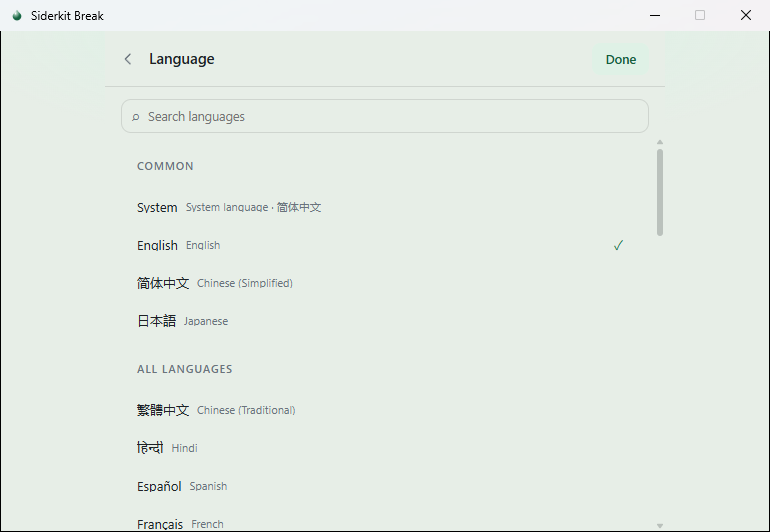 Siderkit Break
Language
Done
Search languages
COMMON
System System language · 简体中文
English English
简体中文 Chinese (Simplified)
日本語 Japanese
ALL LANGUAGES
繁體中文 Chinese (Traditional)
हिन्दी Hindi
Español Spanish
Français French